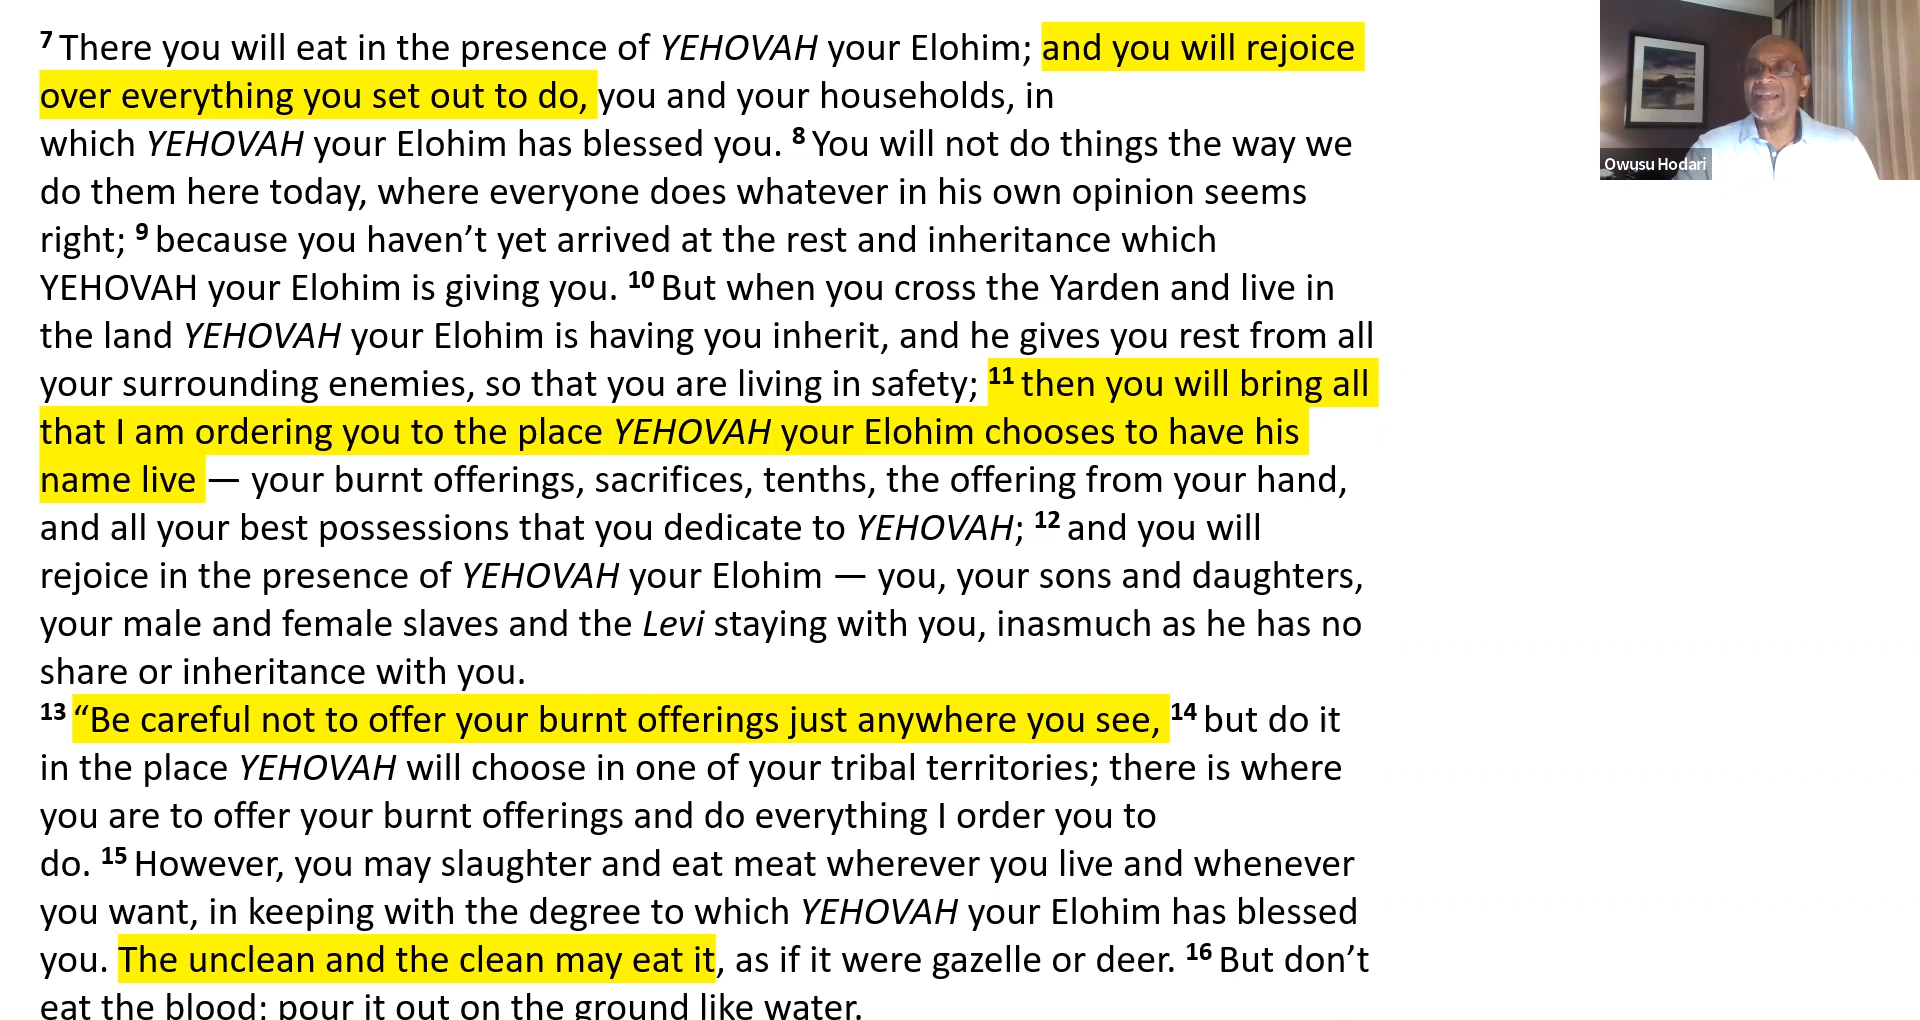 7 There you will eat in the presence of YEHOVAH your Elohim; and you will rejoice
over everything you set out to do, you and your households, in
which YEHOVAH your Elohim has blessed you. 8 You will not do things the way we
do them here today, where everyone does whatever in his own opinion seems
right; 9 because you haven’t yet arrived at the rest and inheritance which
YEHOVAH your Elohim is giving you. 10 But when you cross the Yarden and live in
the land YEHOVAH your Elohim is having you inherit, and he gives you rest from all
your surrounding enemies, so that you are living in safety; 11 then you will bring all
that I am ordering you to the place YEHOVAH your Elohim chooses to have his
name live — your burnt offerings, sacrifices, tenths, the offering from your hand,
and all your best possessions that you dedicate to YEHOVAH; 12 and you will
rejoice in the presence of YEHOVAH your Elohim — you, your sons and daughters,
your male and female slaves and the Levi staying with you, inasmuch as he has no
share or inheritance with you.
13 “Be careful not to offer your burnt offerings just anywhere you see, 14 but do it
in the place YEHOVAH will choose in one of your tribal territories; there is where
you are to offer your burnt offerings and do everything I order you to
do. 15 However, you may slaughter and eat meat wherever you live and whenever
you want, in keeping with the degree to which YEHOVAH your Elohim has blessed
you. The unclean and the clean may eat it, as if it were gazelle or deer. 16 But don’t
eat the blood; pour it out on the ground like water.
Owusu Hodari